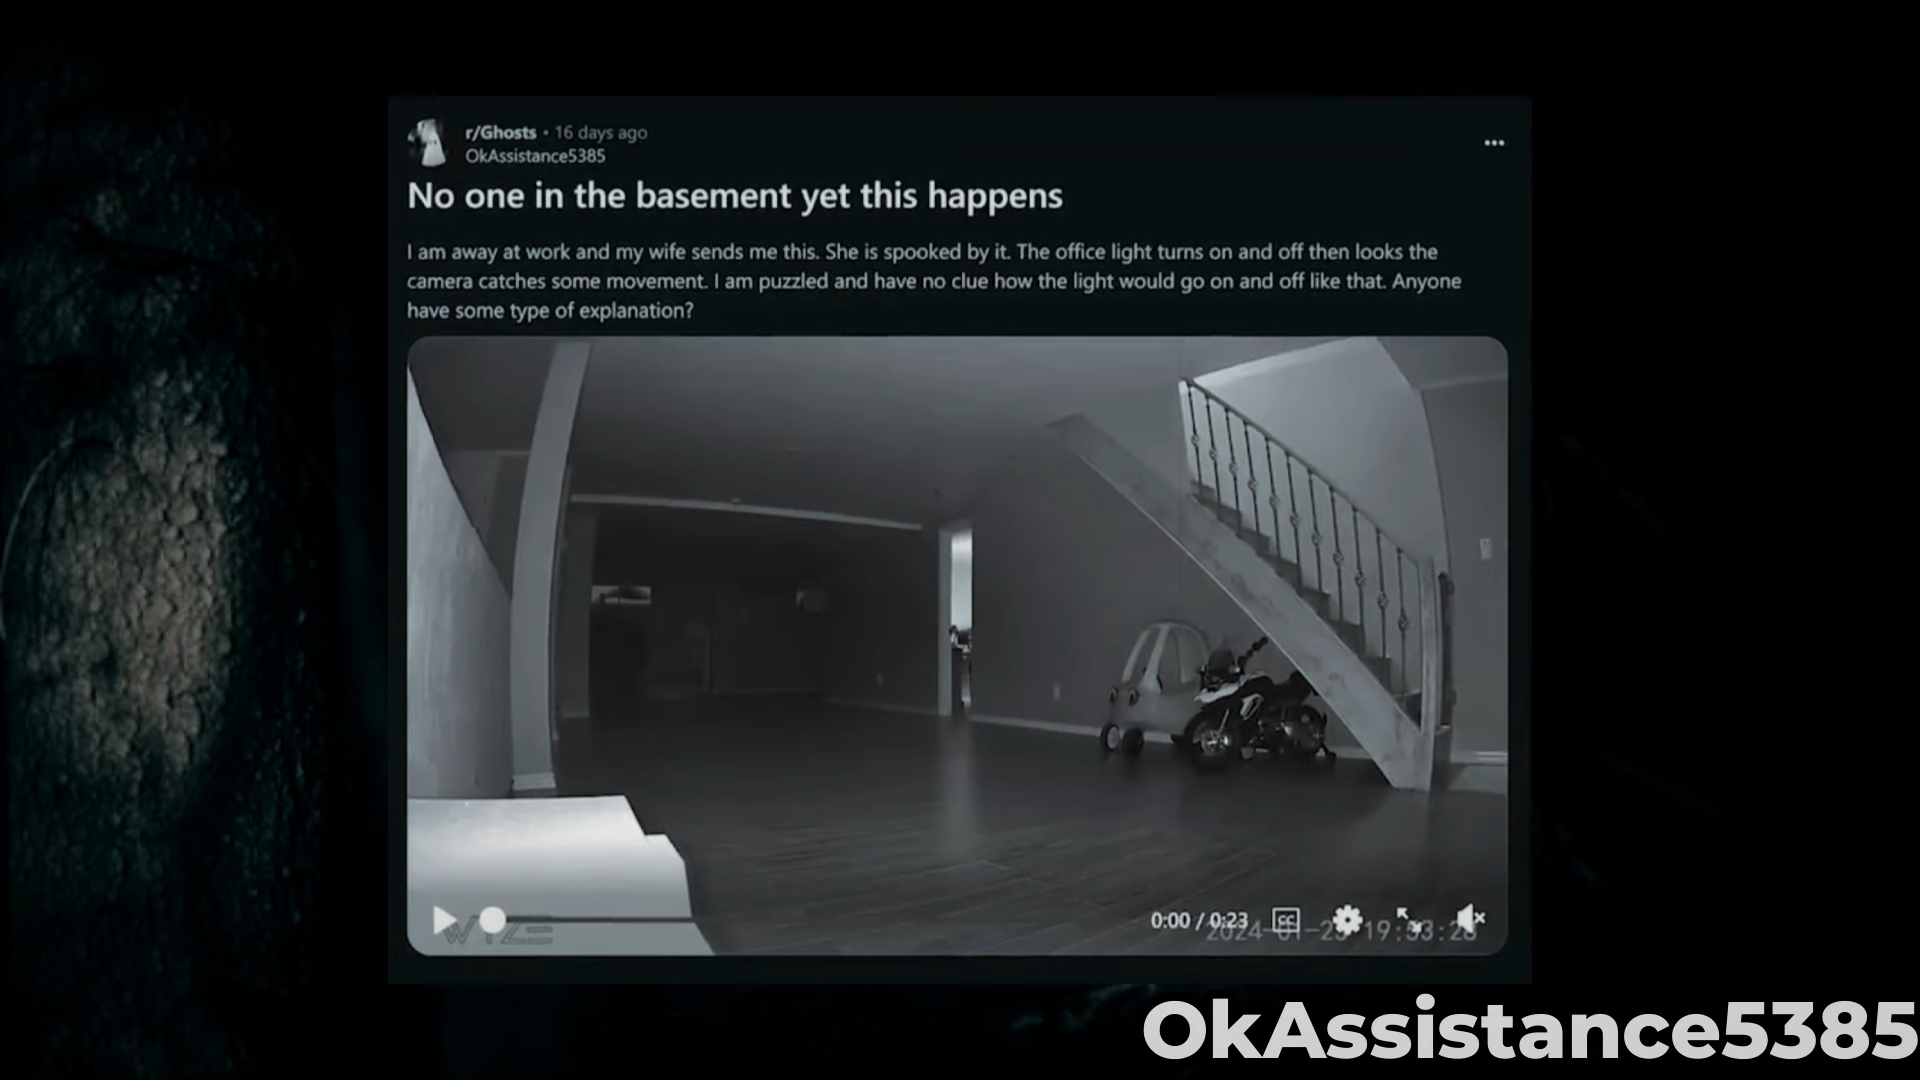 r/Ghosts • 16 days ago
OkAssistance5385
No one in the basement yet this happens
I am away at work and my wife sends me this. She is spooked by it. The office light turns on and off then looks the
camera catches some movement. I am puzzled and have no clue how the light would go on and off like that. Anyone
have some type of explanation?
0:00 / 0:23
CC
WYZE
OkAssistance5385